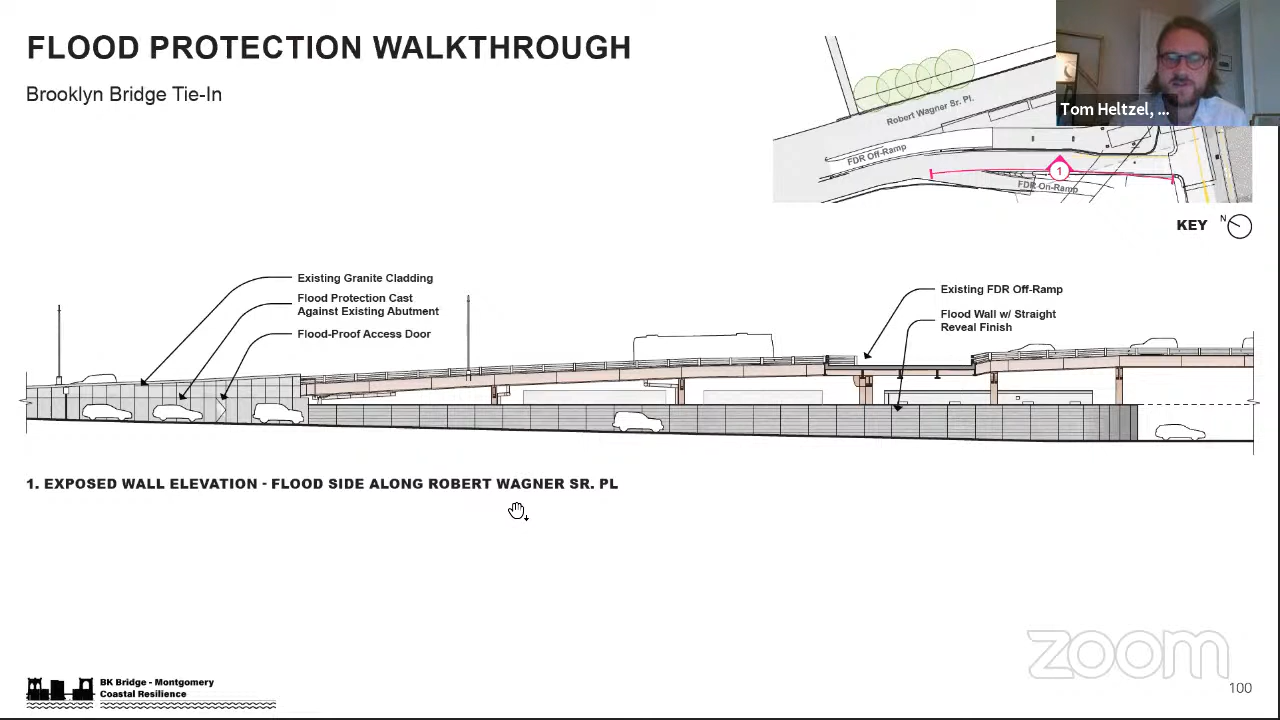 FLOOD PROTECTION WALKTHROUGH
Brooklyn Bridge Tie-In
Robert Wagner Sr. Pl.
FDR Off-Ramp
1
FDR On-Ramp
Tom Heltzel, ...
KEY
N
Existing Granite Cladding
Flood Protection Cast
Against Existing Abutment
Flood-Proof Access Door
Existing FDR Off-Ramp
Flood Wall w/ Straight
Reveal Finish
1. EXPOSED WALL ELEVATION - FLOOD SIDE ALONG ROBERT WAGNER SR. PL
zoom
BK Bridge - Montgomery
Coastal Resilience
100